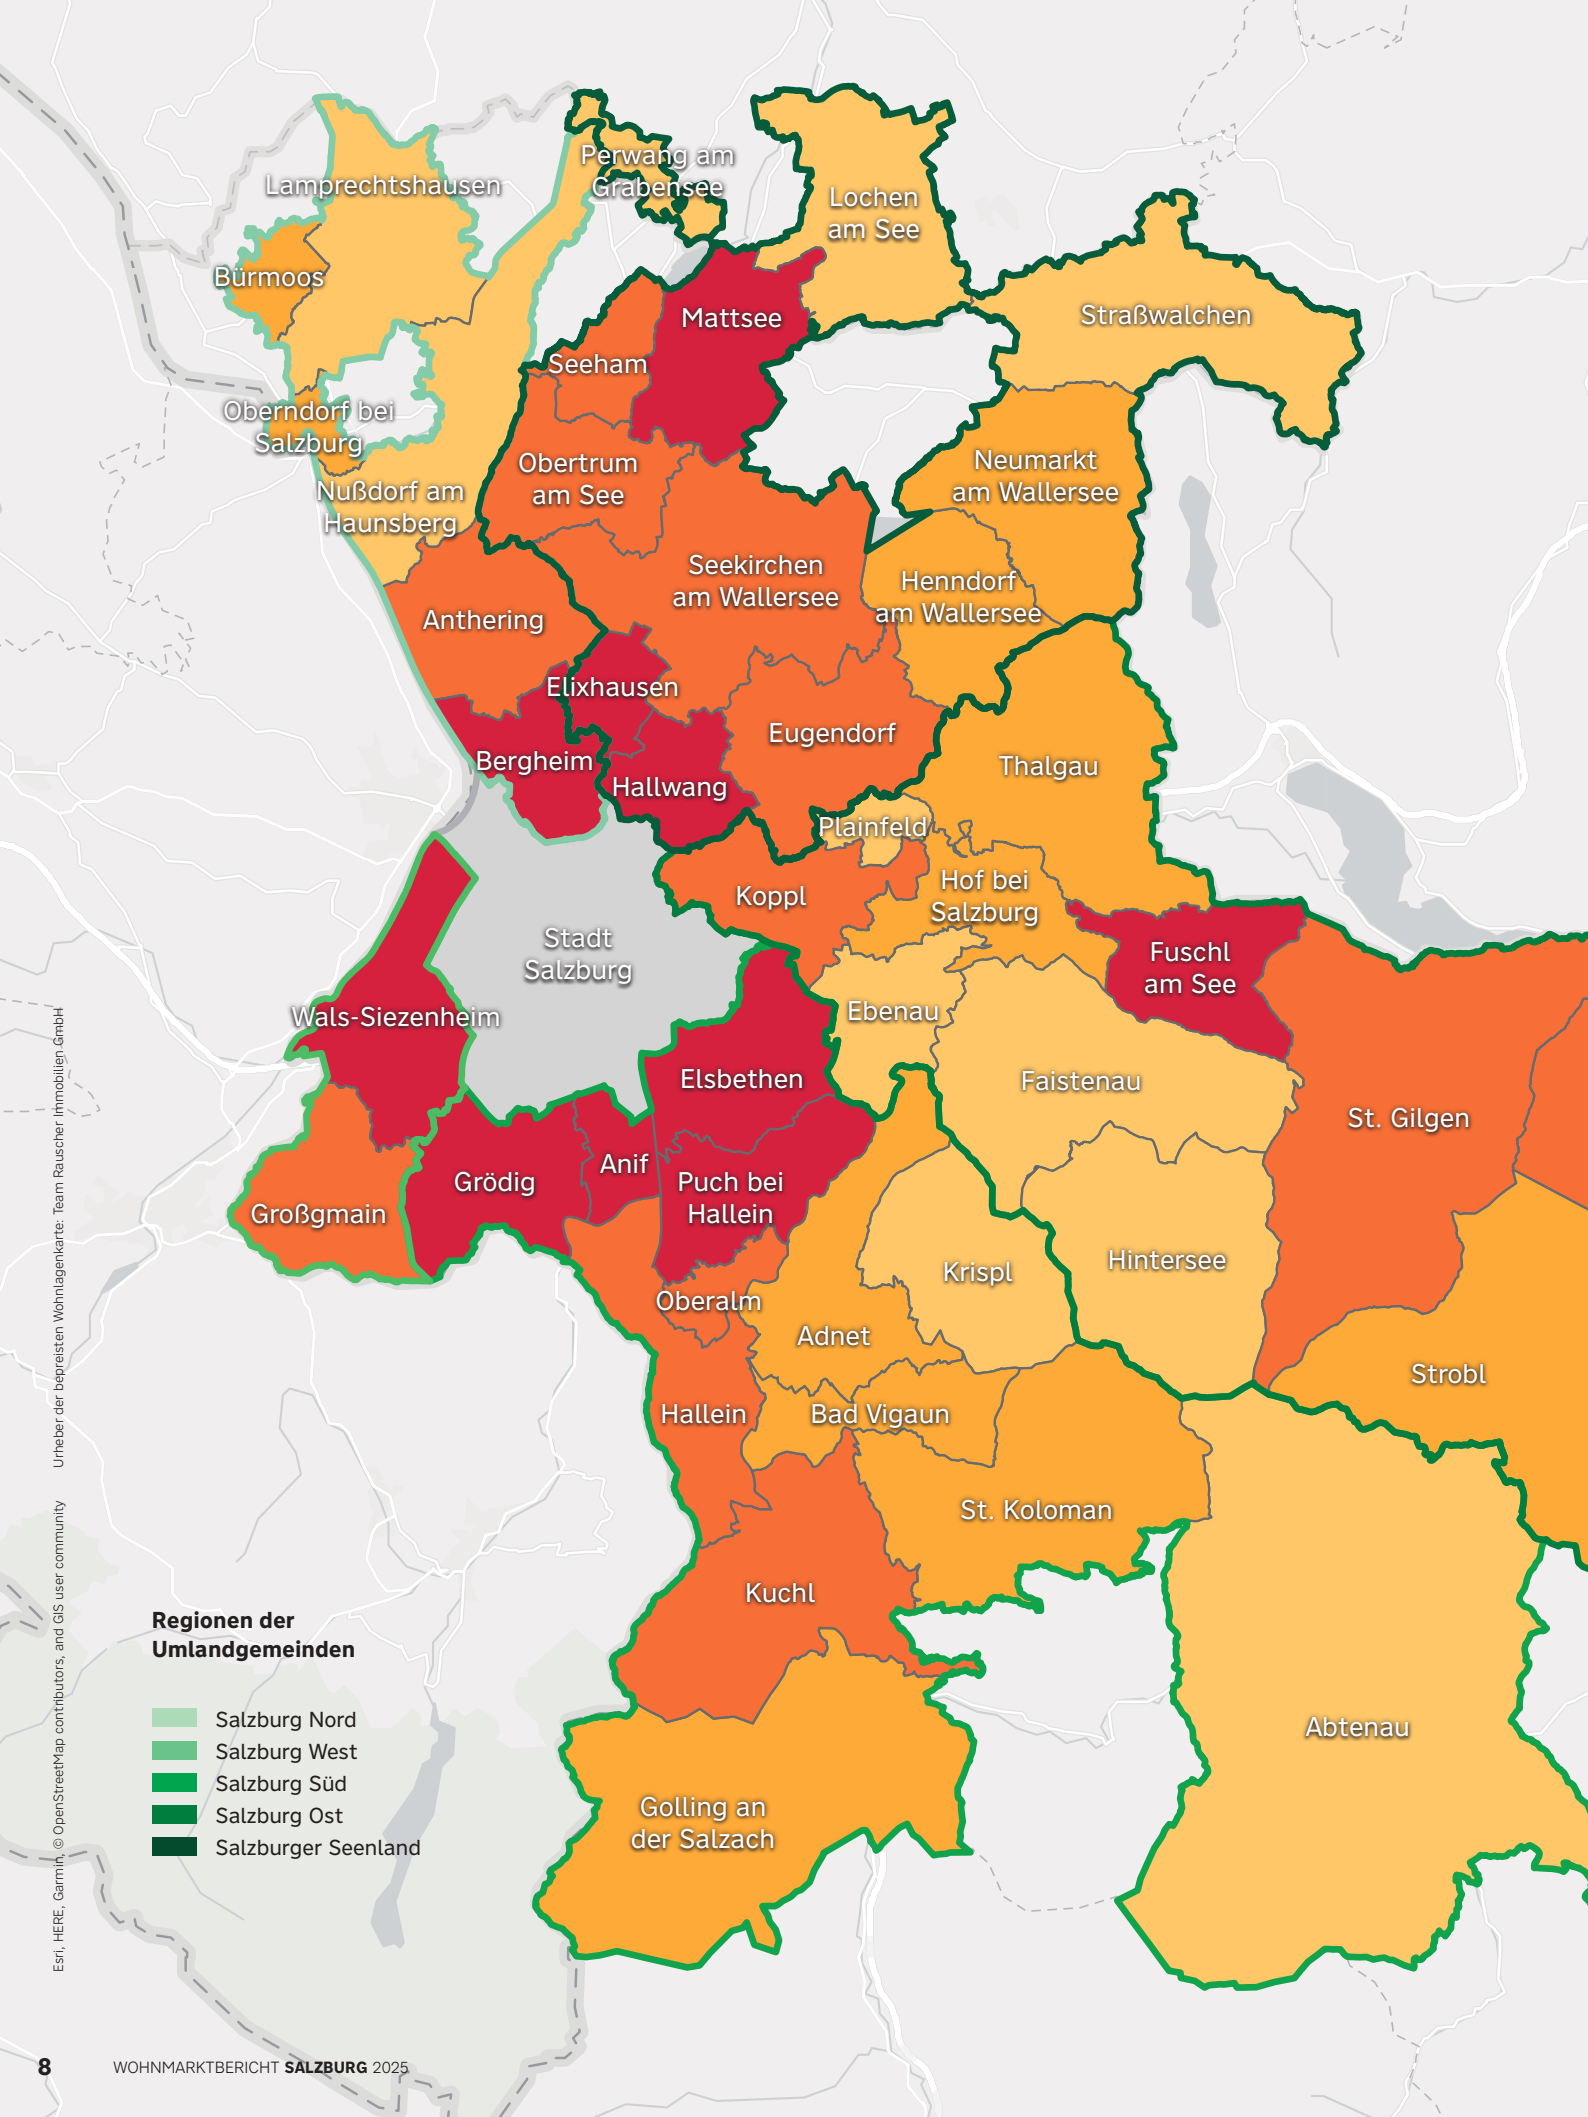 Perwang am
Grabensee
Lamprechtshausen
Lochen
am See
Bürmoos
Mattsee
Straßwalchen
Seeham
Oberndorf bei
Salzburg
Obertrum
am See
Neumarkt
am Wallersee
Nußdorf am
Haunsberg
Seekirchen
am Wallersee
Henndorf
am Wallersee
Anthering
Elixhausen
Eugendorf
Bergheim
Thalgau
Hallwang
Plainfeld
Koppl
Hof bei
Salzburg
Stadt
Salzburg
Fuschl
am See
Wals-Siezenheim
Ebenau
Elsbethen
Faistenau
St. Gilgen
Anif
Grödig
Puch bei
Hallein
Großgmain
Hintersee
Krispl
Oberalm
Adnet
Strobl
Hallein
Bad Vigaun
St. Koloman
Kuchl
Abtenau
Golling an
der Salzach
Regionen der
Umlandgemeinden
Salzburg Nord
Salzburg West
Salzburg Süd
Salzburg Ost
Salzburger Seenland
Esri, HERE, Garmin, © OpenStreetMap contributors, and GIS user community
Urheber der bepreisten Wohnlagenkarte: Team Rauscher Immobilien GmbH
8
WOHNMARKTBERICHT SALZBURG 2025